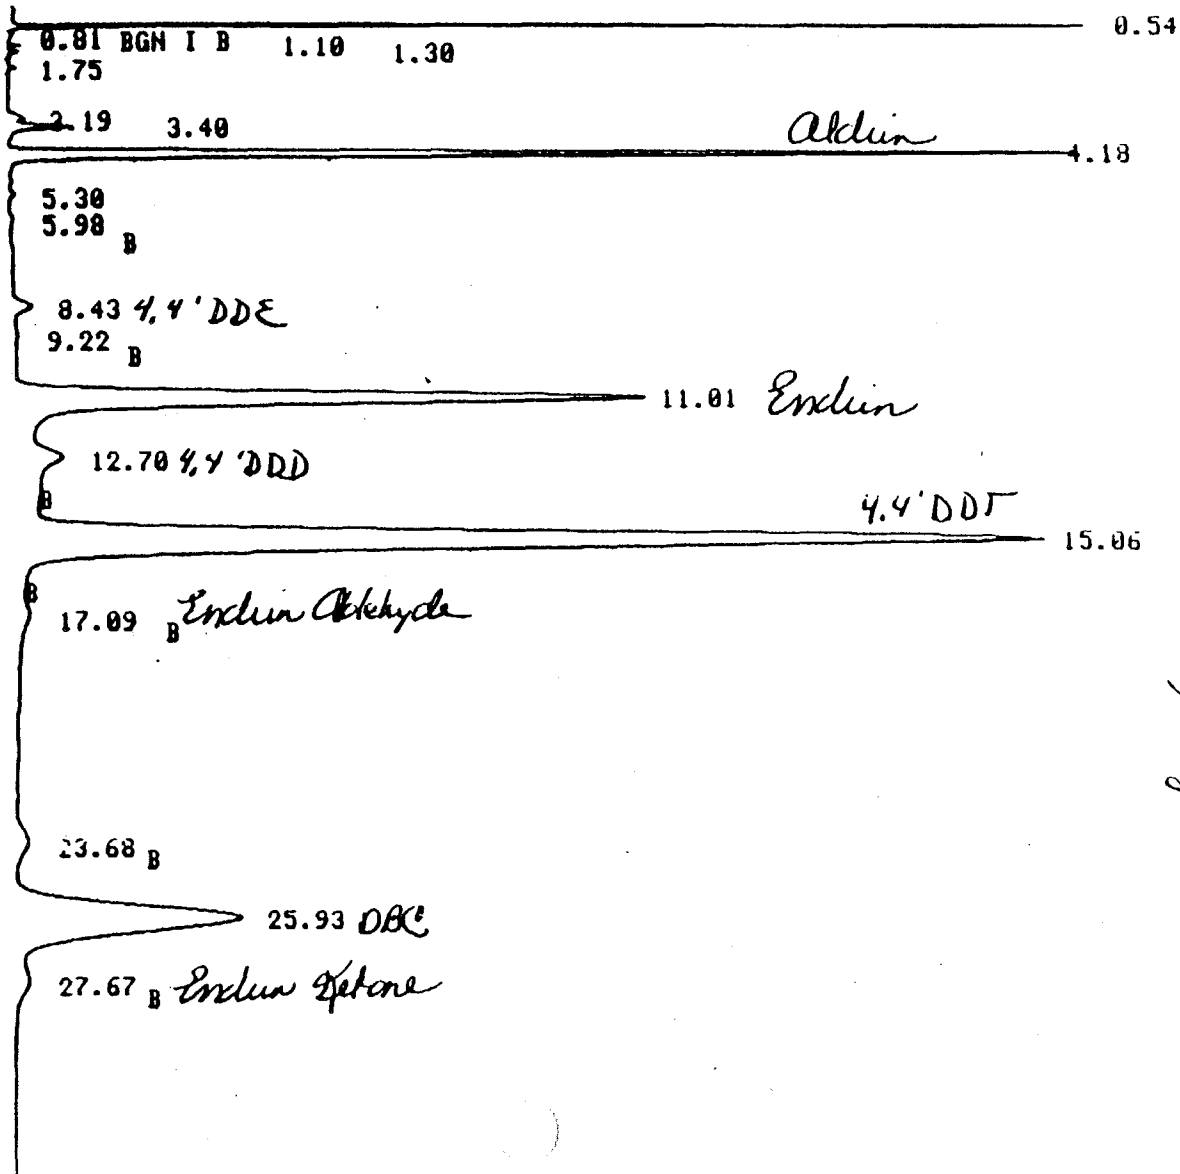 0.54
0.81 BGN I B 1.10 1.30
1.75
3.40
Aldrin
4.18
5.30
5.98 B
8.43 4,4'DDE
9.22 B
11.01 Endrin
12.70 4,4'DDD
B
4,4'DDT
15.06
B
17.09 B Endrin Aldehyde
23.68 B
25.93 DBC
27.67 B Endrin Ketone